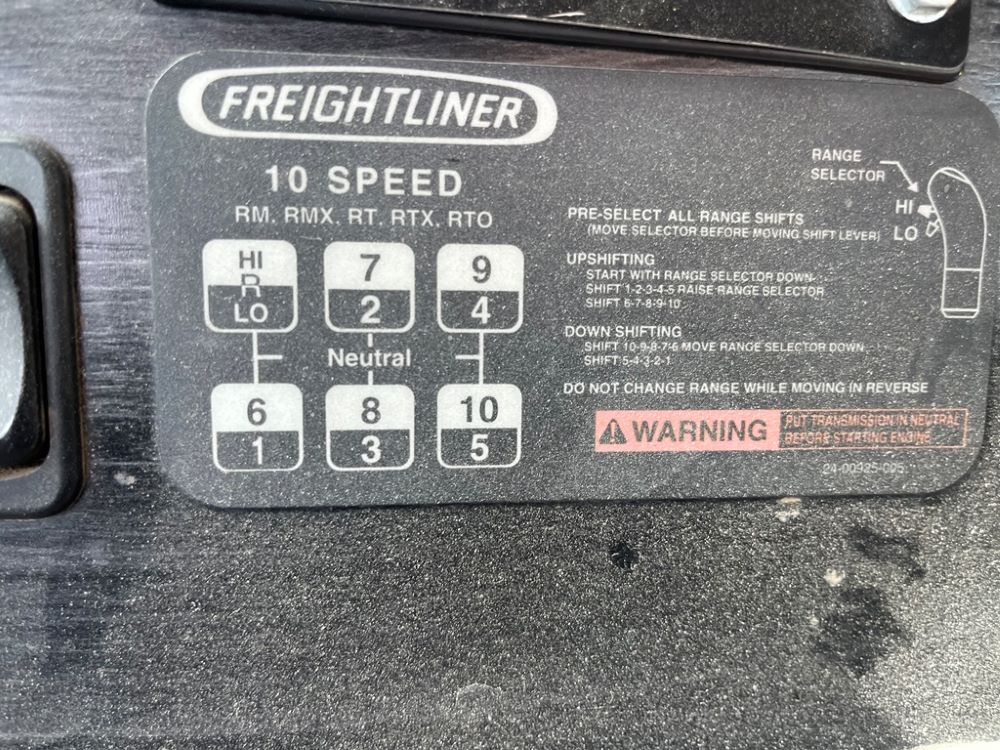 FREIGHTLINER
10 SPEED
RM. RMX. RT. RTX. RTO
HI
R
LO
7
2
9
4
Neutral
6
1
8
3
10
5
RANGE
SELECTOR
HI
LO
PRE-SELECT ALL RANGE SHIFTS
(MOVE SELECTOR BEFORE MOVING SHIFT LEVER)
UPSHIFTING
START WITH RANGE SELECTOR DOWN
SHIFT 1-2-3-4-5 RAISE RANGE SELECTOR
SHIFT 6-7-8-9-10
DOWN SHIFTING
SHIFT 10-9-8-7-6 MOVE RANGE SELECTOR DOWN
SHIFT 5-4-3-2-1
DO NOT CHANGE RANGE WHILE MOVING IN REVERSE
WARNING
PUT TRANSMISSION IN NEUTRAL
BEFORE STARTING ENGINE
24-00925-005